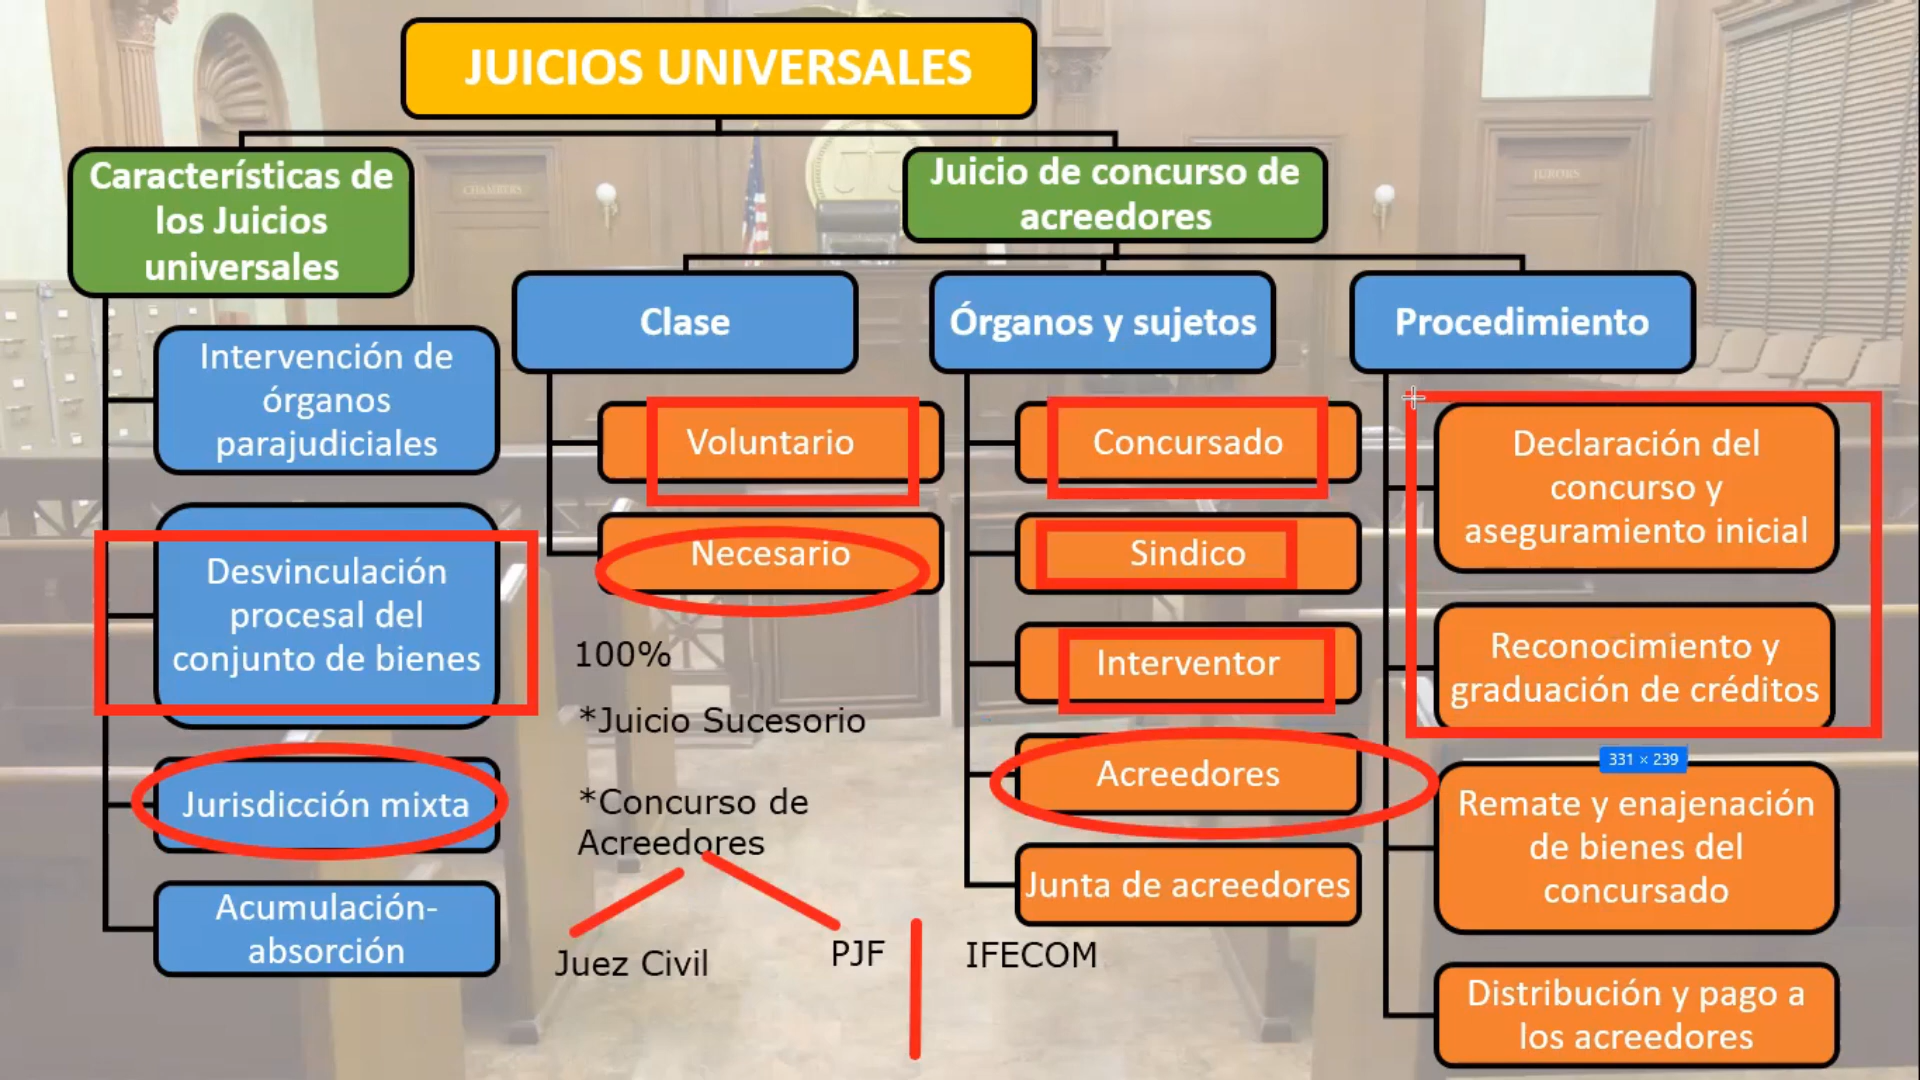 JUICIOS UNIVERSALES
Características de
los Juicios
universales
Intervención de
órganos
parajudiciales
Desvinculación
procesal del
conjunto de bienes
Jurisdicción mixta
Acumulación-
absorción
Juicio de concurso de
acreedores
Clase
Voluntario
Necesario
100%
*Juicio Sucesorio
*Concurso de
Acreedores
Juez Civil
PJF
IFECOM
Órganos y sujetos
Concursado
Sindico
Interventor
Acreedores
Junta de acreedores
Procedimiento
Declaración del
concurso y
aseguramiento inicial
Reconocimiento y
graduación de créditos
331 × 239
Remate y enajenación
de bienes del
concursado
Distribución y pago a
los acreedores
CHAMBERS
JURORS